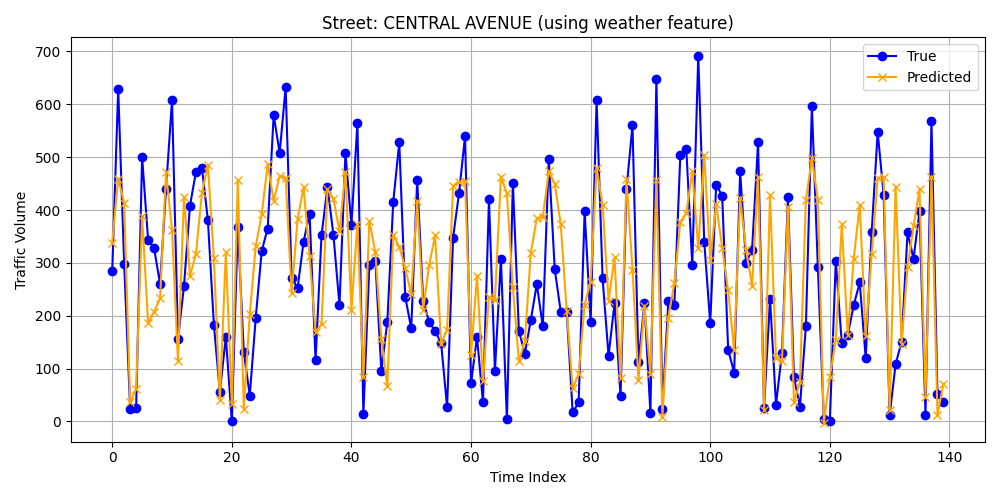 Street: CENTRAL AVENUE (using weather feature)
True
Predicted
Traffic Volume
700
600
500
400
300
200
100
0
0 20 40 60 80 100 120 140
Time Index